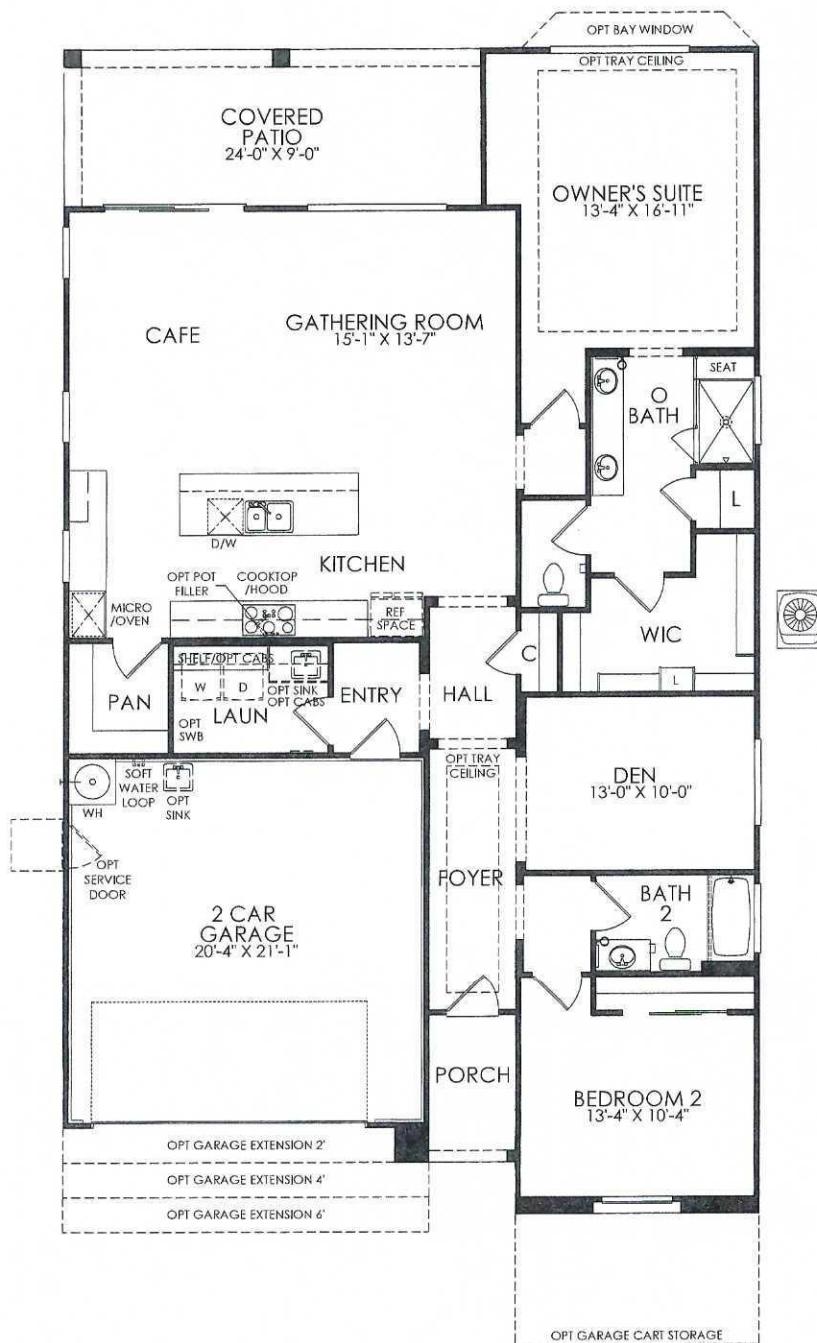 OPT BAY WINDOW
OPT TRAY CEILING
COVERED
PATIO
24'-0" X 9'-0"
OWNER'S SUITE
13'-4" X 16'-11"
CAFE
GATHERING ROOM
15'-1" X 13'-7"
SEAT
BATH
L
D/W
KITCHEN
OPT POT
FILLER
COOKTOP
/HOOD
MICRO
/OVEN
REF
SPACE
WIC
L
C
PAN
SHELF/OPT CABS
W
D
OPT SINK
OPT CABS
LAUN
OPT
SWB
ENTRY
HALL
OPT TRAY
CEILING
DEN
13'-0" X 10'-0"
WH
SOFT
WATER
LOOP
OPT
SINK
OPT
SERVICE
DOOR
FOYER
2 CAR
GARAGE
20'-4" X 21'-1"
BATH
2
PORCH
BEDROOM 2
13'-4" X 10'-4"
OPT GARAGE EXTENSION 2'
OPT GARAGE EXTENSION 4'
OPT GARAGE EXTENSION 6'
OPT GARAGE CART STORAGE